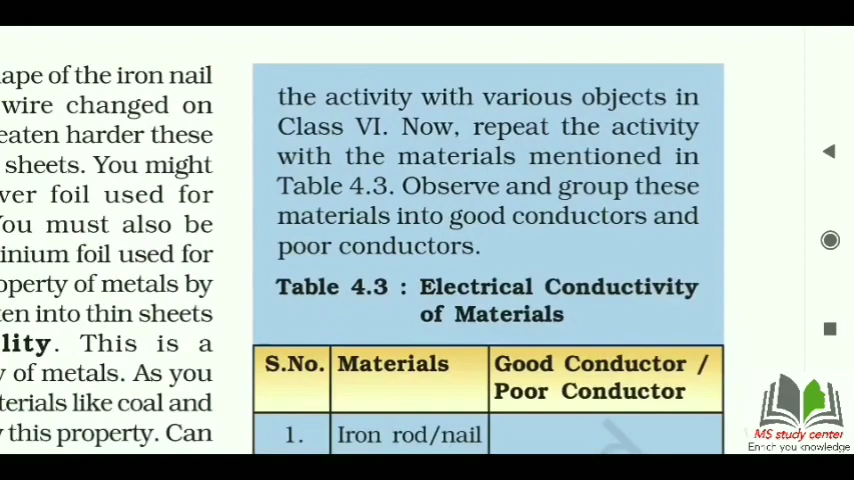 ape of the iron nail
wire changed on
eaten harder these
sheets. You might
ver foil used for
ou must also be
inium foil used for
operty of metals by
ten into thin sheets
lity. This is a
y of metals. As you
terials like coal and
this property. Can
the activity with various objects in
Class VI. Now, repeat the activity
with the materials mentioned in
Table 4.3. Observe and group these
materials into good conductors and
poor conductors.
Table 4.3 : Electrical Conductivity
of Materials
S.No. Materials Good Conductor /
Poor Conductor
1. Iron rod/nail
MS study center
Enrich you knowledge